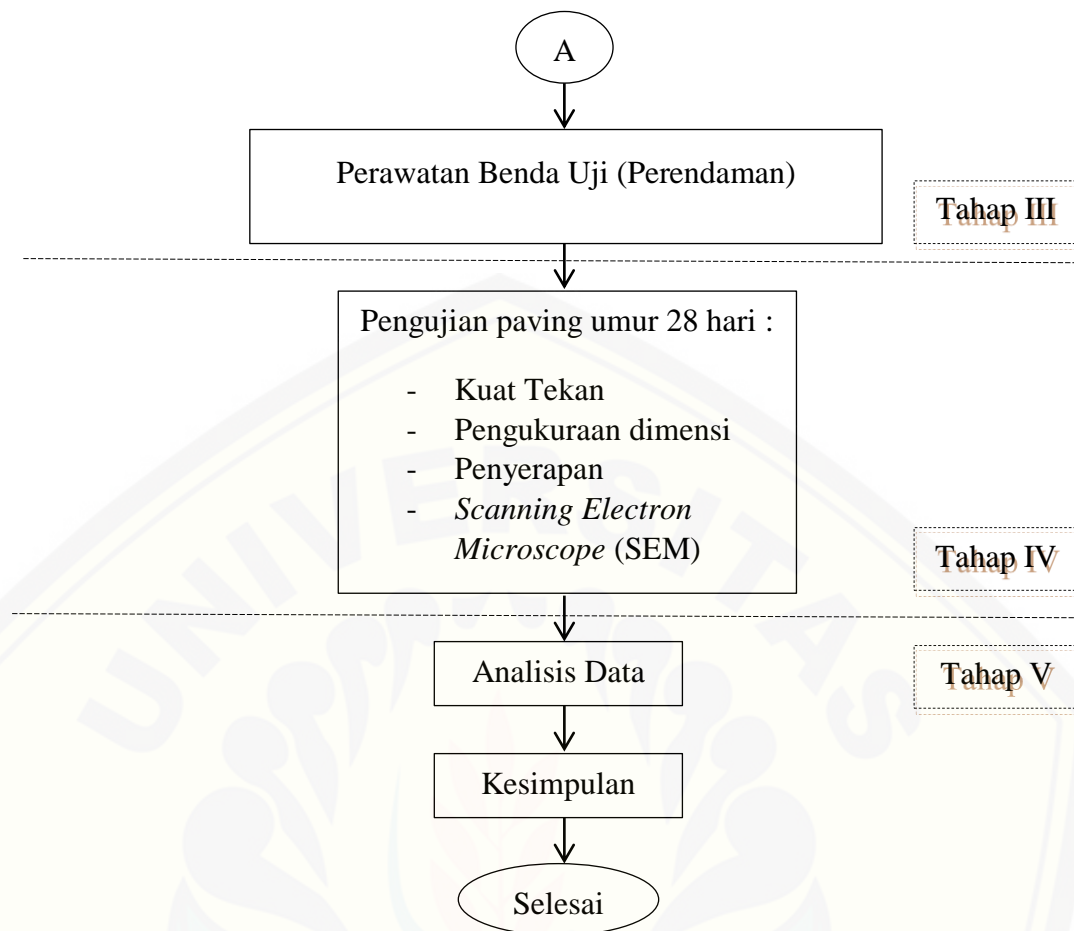 A
Perawatan Benda Uji (Perendaman)
Tahap III
Pengujian paving umur 28 hari :
- Kuat Tekan
- Pengukuraan dimensi
- Penyerapan
- Scanning Electron
Microscope (SEM)
Tahap IV
Analisis Data
Tahap V
Kesimpulan
Selesai
UNIVERSITAS